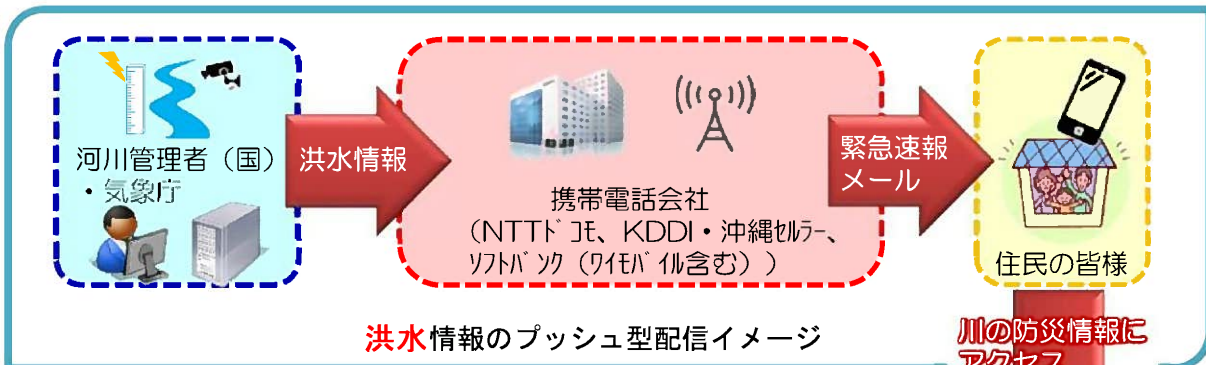 河川管理者（国）
・気象庁
洪水情報
携帯電話会社
（NTTﾄﾞｺﾓ、KDDI・沖縄ｾﾙﾗｰ、
ｿﾌﾄﾊﾞﾝｸ（ﾜｲﾓﾊﾞｲﾙ含む））
緊急速報
メール
住民の皆様
洪水情報のプッシュ型配信イメージ
川の防災情報に
アクセス